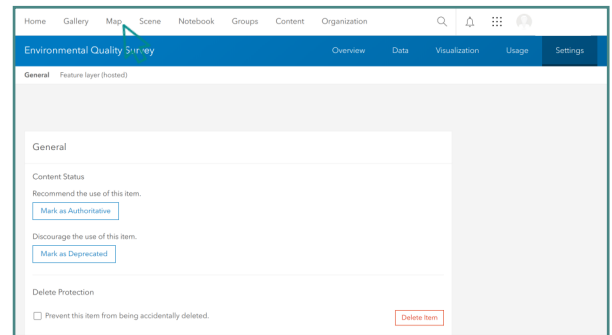 Home Gallery Map Scene Notebook Groups Content Organization
Environmental Quality Survey Overview Data Visualization Usage Settings
General Feature layer (hosted)
General
Content Status
Recommend the use of this item.
Mark as Authoritative
Discourage the use of this item.
Mark as Deprecated
Delete Protection
Prevent this item from being accidentally deleted. Delete Item